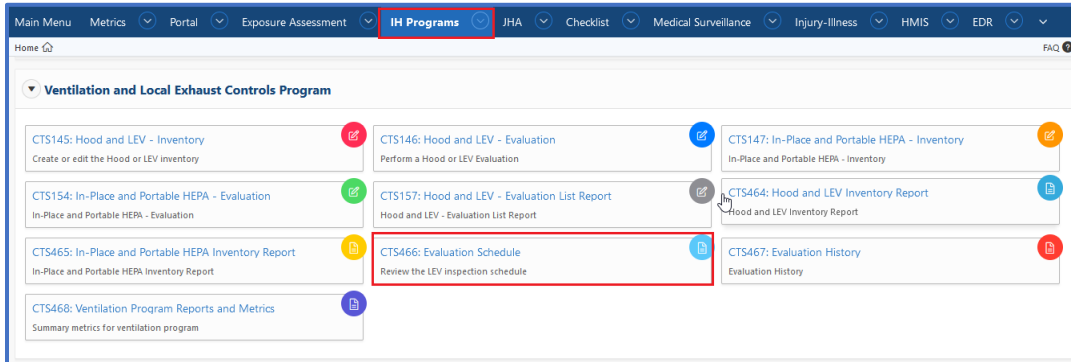 Main Menu Metrics Portal Exposure Assessment IH Programs JHA Checklist Medical Surveillance Injury-Illness HMIS EDR
Home FAQ ?
Ventilation and Local Exhaust Controls Program
CTS145: Hood and LEV - Inventory
Create or edit the Hood or LEV inventory
CTS146: Hood and LEV - Evaluation
Perform a Hood or LEV Evaluation
CTS147: In-Place and Portable HEPA - Inventory
In-Place and Portable HEPA - Inventory
CTS154: In-Place and Portable HEPA - Evaluation
In-Place and Portable HEPA - Evaluation
CTS157: Hood and LEV - Evaluation List Report
Hood and LEV - Evaluation List Report
CTS464: Hood and LEV Inventory Report
Hood and LEV Inventory Report
CTS465: In-Place and Portable HEPA Inventory Report
In-Place and Portable HEPA Inventory Report
CTS466: Evaluation Schedule
Review the LEV inspection schedule
CTS467: Evaluation History
Evaluation History
CTS468: Ventilation Program Reports and Metrics
Summary metrics for ventilation program